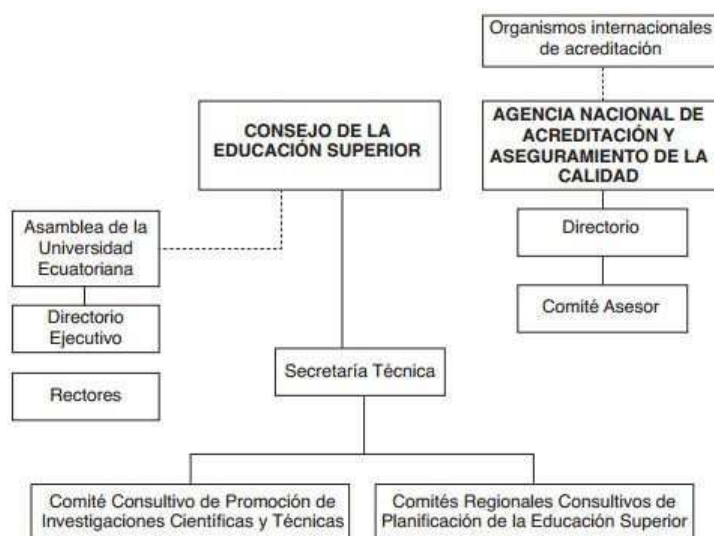 Organismos internacionales
de acreditación
CONSEJO DE LA
EDUCACIÓN SUPERIOR
AGENCIA NACIONAL DE
ACREDITACIÓN Y
ASEGURAMIENTO DE LA
CALIDAD
Asamblea de la
Universidad
Ecuatoriana
Directorio
Directorio
Ejecutivo
Comité Asesor
Rectores
Secretaría Técnica
Comité Consultivo de Promoción de
Investigaciones Científicas y Técnicas
Comités Regionales Consultivos de
Planificación de la Educación Superior